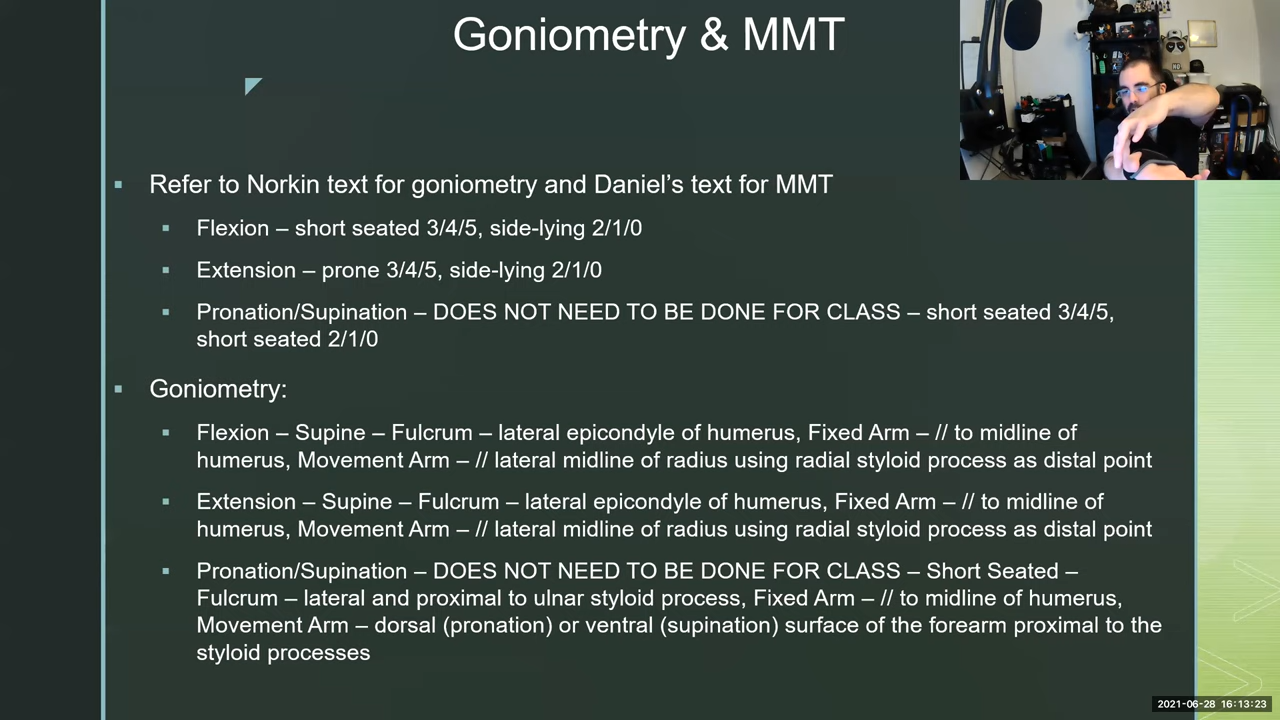 Goniometry & MMT
Refer to Norkin text for goniometry and Daniel’s text for MMT
Flexion – short seated 3/4/5, side-lying 2/1/0
Extension – prone 3/4/5, side-lying 2/1/0
Pronation/Supination – DOES NOT NEED TO BE DONE FOR CLASS – short seated 3/4/5,
short seated 2/1/0
Goniometry:
Flexion – Supine – Fulcrum – lateral epicondyle of humerus, Fixed Arm – // to midline of
humerus, Movement Arm – // lateral midline of radius using radial styloid process as distal point
Extension – Supine – Fulcrum – lateral epicondyle of humerus, Fixed Arm – // to midline of
humerus, Movement Arm – // lateral midline of radius using radial styloid process as distal point
Pronation/Supination – DOES NOT NEED TO BE DONE FOR CLASS – Short Seated –
Fulcrum – lateral and proximal to ulnar styloid process, Fixed Arm – // to midline of humerus,
Movement Arm – dorsal (pronation) or ventral (supination) surface of the forearm proximal to the
styloid processes
2021-06-28 16:13:23